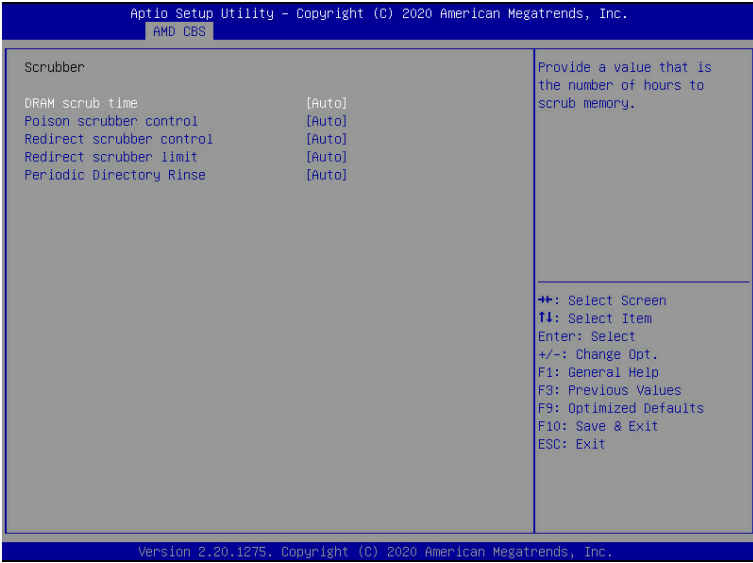 Aptio Setup Utility – Copyright (C) 2020 American Megatrends, Inc.
AMD CBS
Scrubber
DRAM scrub time [Auto]
Poison scrubber control [Auto]
Redirect scrubber control [Auto]
Redirect scrubber limit [Auto]
Periodic Directory Rinse [Auto]
Provide a value that is
the number of hours to
scrub memory.
→←: Select Screen
↑↓: Select Item
Enter: Select
+/-: Change Opt.
F1: General Help
F3: Previous Values
F9: Optimized Defaults
F10: Save & Exit
ESC: Exit
Version 2.20.1275. Copyright (C) 2020 American Megatrends, Inc.